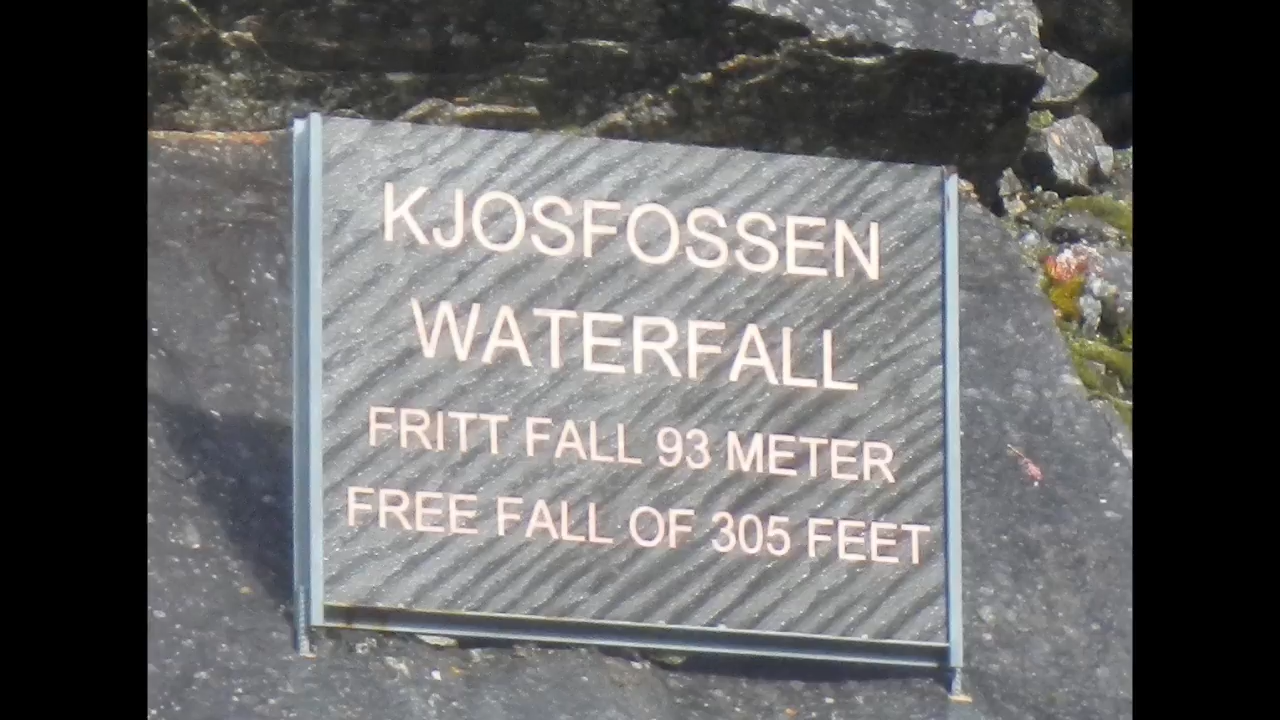 KJOSFOSSEN
WATERFALL
FRITT FALL 93 METER
FREE FALL OF 305 FEET